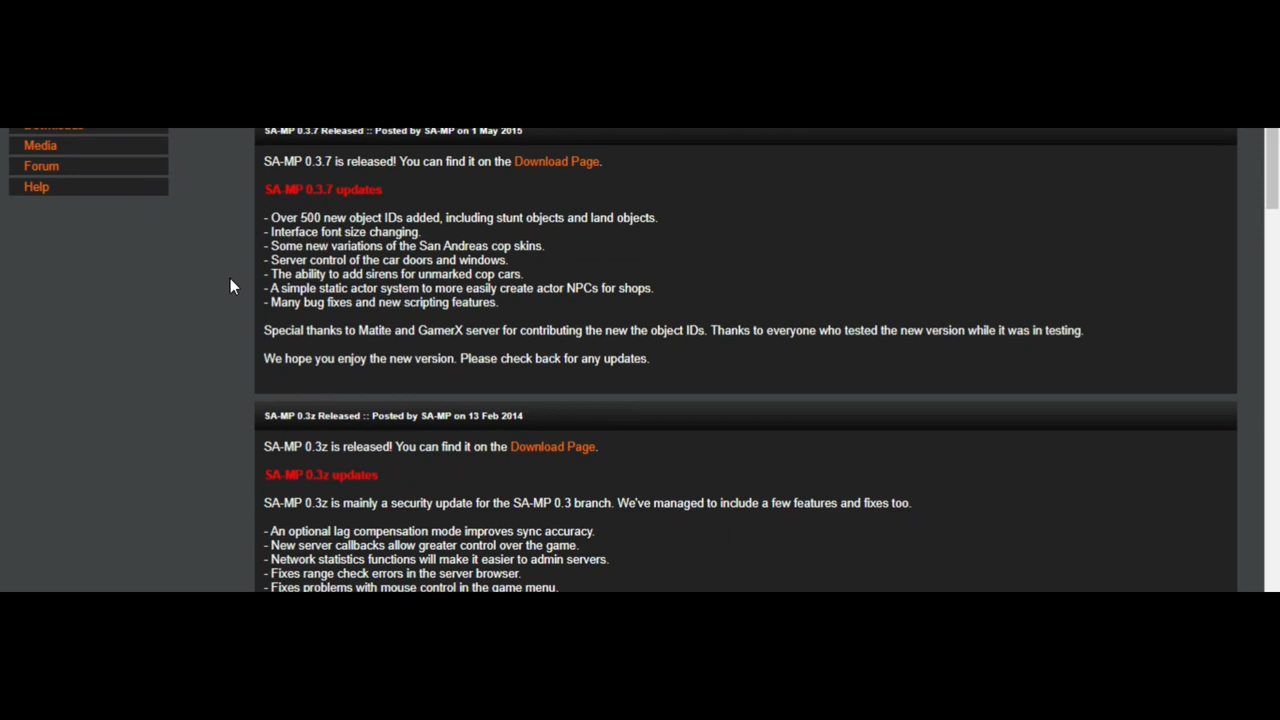 Downloads
Media
Forum
Help
SA-MP 0.3.7 Released :: Posted by SA-MP on 1 May 2015
SA-MP 0.3.7 is released! You can find it on the Download Page.
SA-MP 0.3.7 updates
- Over 500 new object IDs added, including stunt objects and land objects.
- Interface font size changing.
- Some new variations of the San Andreas cop skins.
- Server control of the car doors and windows.
- The ability to add sirens for unmarked cop cars.
- A simple static actor system to more easily create actor NPCs for shops.
- Many bug fixes and new scripting features.
Special thanks to Matite and GamerX server for contributing the new the object IDs. Thanks to everyone who tested the new version while it was in testing.
We hope you enjoy the new version. Please check back for any updates.
SA-MP 0.3z Released :: Posted by SA-MP on 13 Feb 2014
SA-MP 0.3z is released! You can find it on the Download Page.
SA-MP 0.3z updates
SA-MP 0.3z is mainly a security update for the SA-MP 0.3 branch. We've managed to include a few features and fixes too.
- An optional lag compensation mode improves sync accuracy.
- New server callbacks allow greater control over the game.
- Network statistics functions will make it easier to admin servers.
- Fixes range check errors in the server browser.
- Fixes problems with mouse control in the game menu.